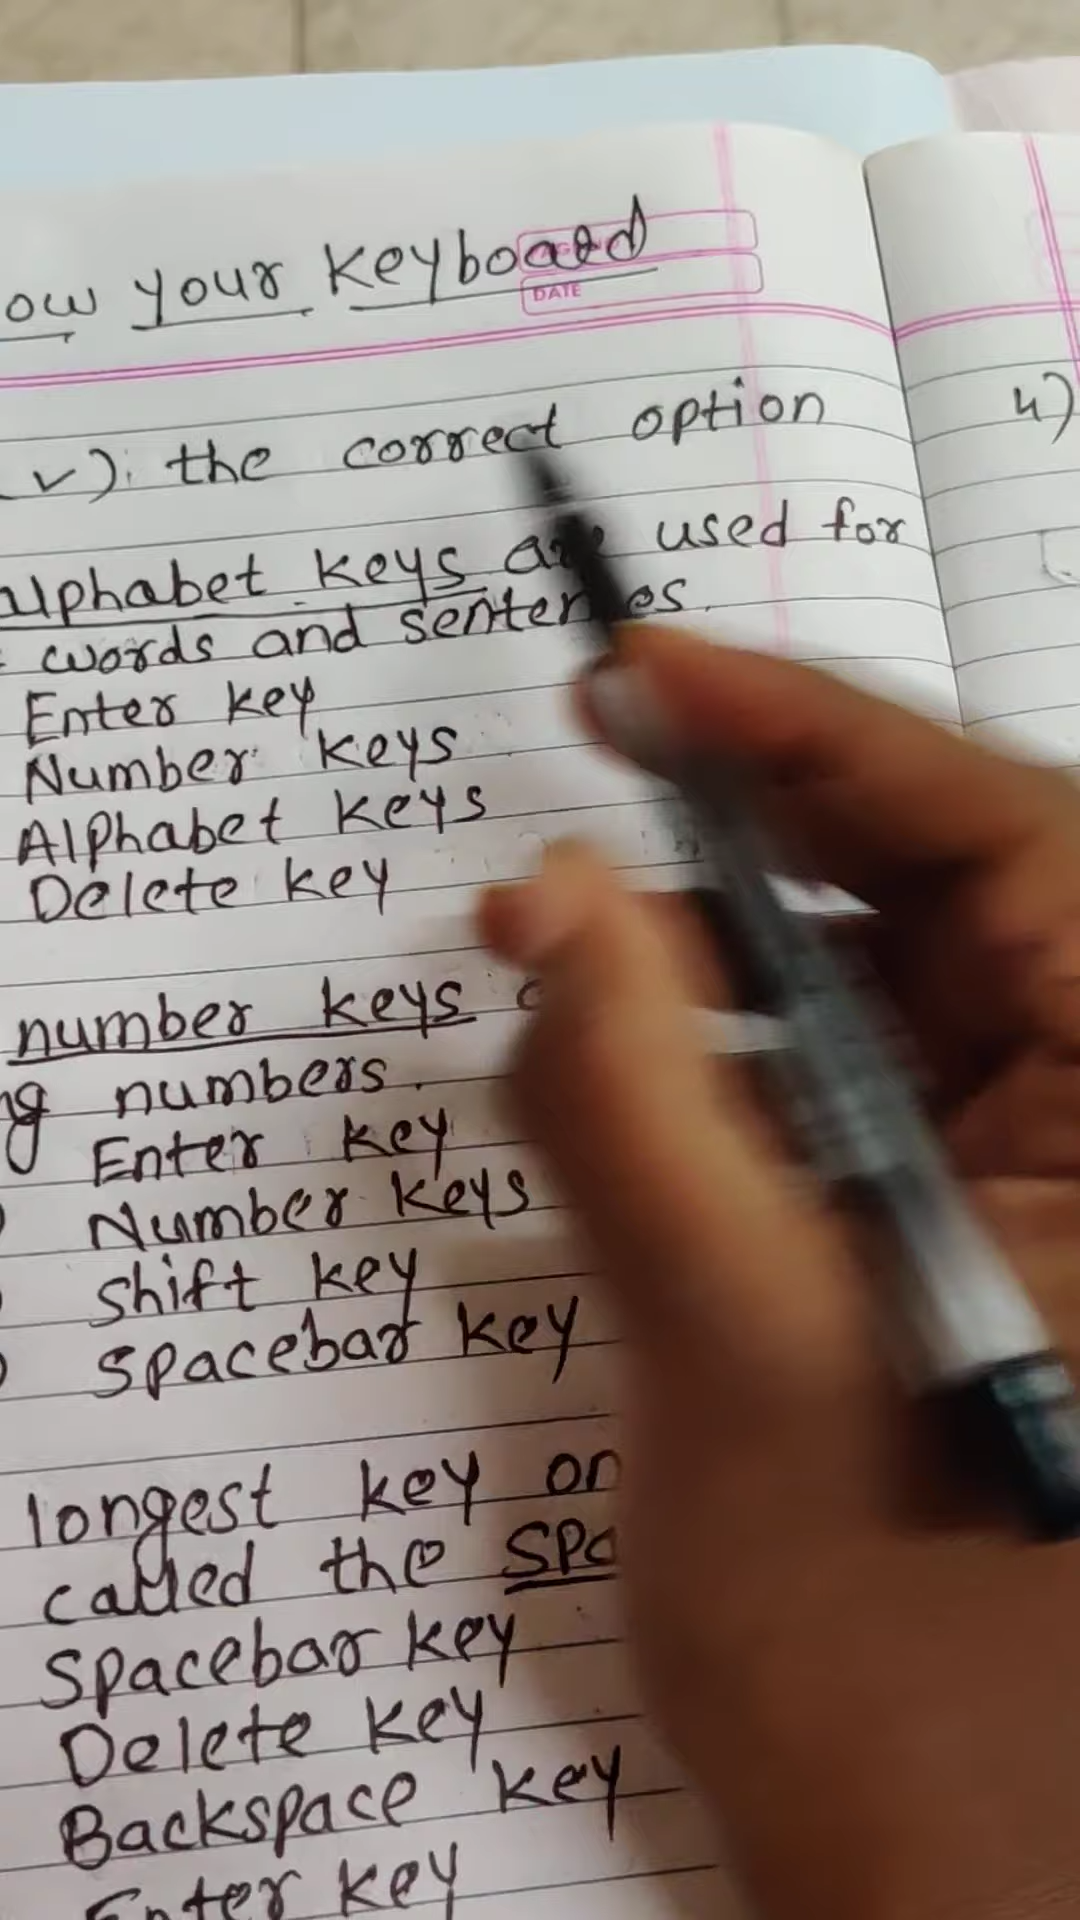 ow your keyboard
DATE
v). the correct option
4)
alphabet keys are used for
words and sentences.
Enter key
Number keys
Alphabet keys
Delete key
number keys
numbers.
Enter key
Number keys
shift key
spacebar key
longest key on
called the spa
spacebar key
Delete key
Backspace key
Enter key